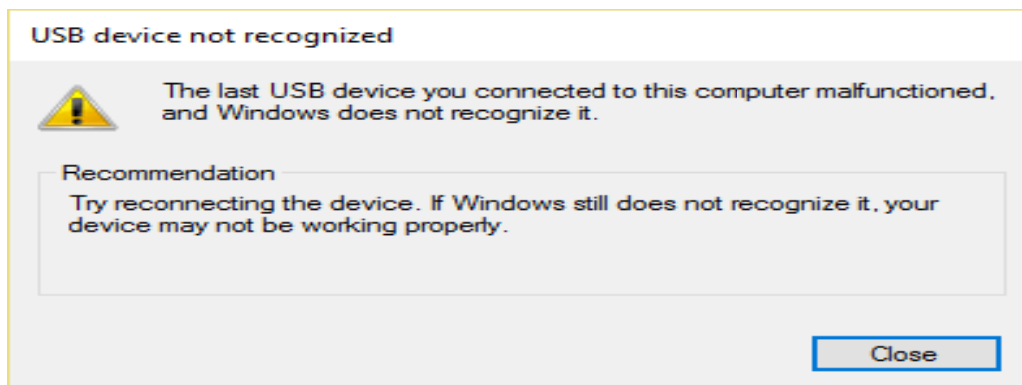 USB device not recognized
The last USB device you connected to this computer malfunctioned,
and Windows does not recognize it.
Recommendation
Try reconnecting the device. If Windows still does not recognize it, your
device may not be working properly.
Close